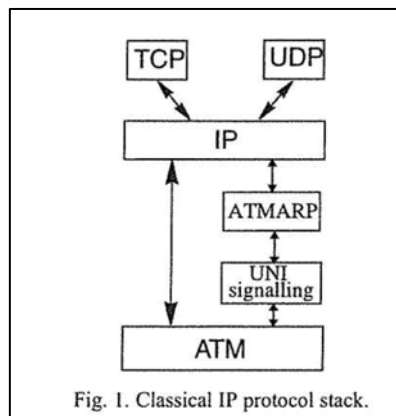 TCP UDP
IP
ATMARP
UNI
signalling
ATM
Fig. 1. Classical IP protocol stack.